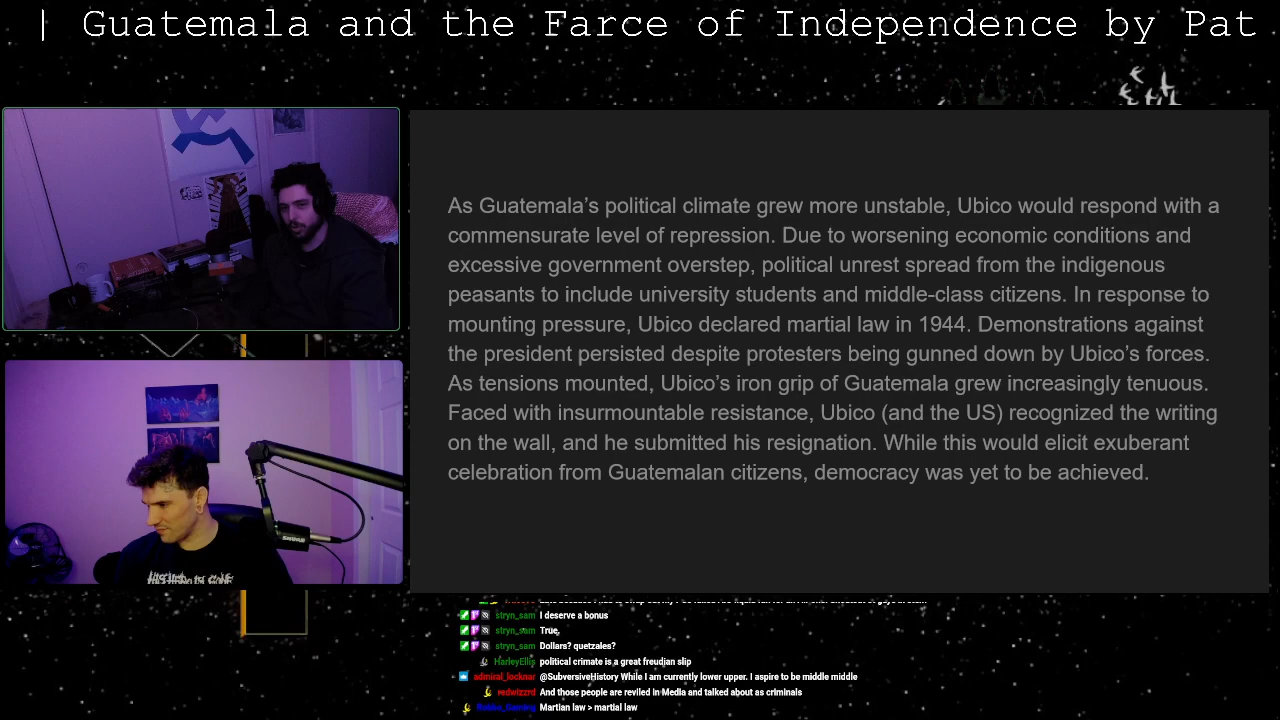 | Guatemala and the Farce of Independence by Pat
As Guatemala’s political climate grew more unstable, Ubico would respond with a
commensurate level of repression. Due to worsening economic conditions and
excessive government overstep, political unrest spread from the indigenous
peasants to include university students and middle-class citizens. In response to
mounting pressure, Ubico declared martial law in 1944. Demonstrations against
the president persisted despite protesters being gunned down by Ubico’s forces.
As tensions mounted, Ubico’s iron grip of Guatemala grew increasingly tenuous.
Faced with insurmountable resistance, Ubico (and the US) recognized the writing
on the wall, and he submitted his resignation. While this would elicit exuberant
celebration from Guatemalan citizens, democracy was yet to be achieved.
stryn_sam I deserve a bonus
stryn_sam True,
stryn_sam Dollars? quetzales?
HarleyEllis political crimate is a great freudian slip
admiral_locknar @SubversiveHistory While I am currently lower upper. I aspire to be middle middle
redwizzrd And those people are reviled in Media and talked about as criminals
Martian law > martial law